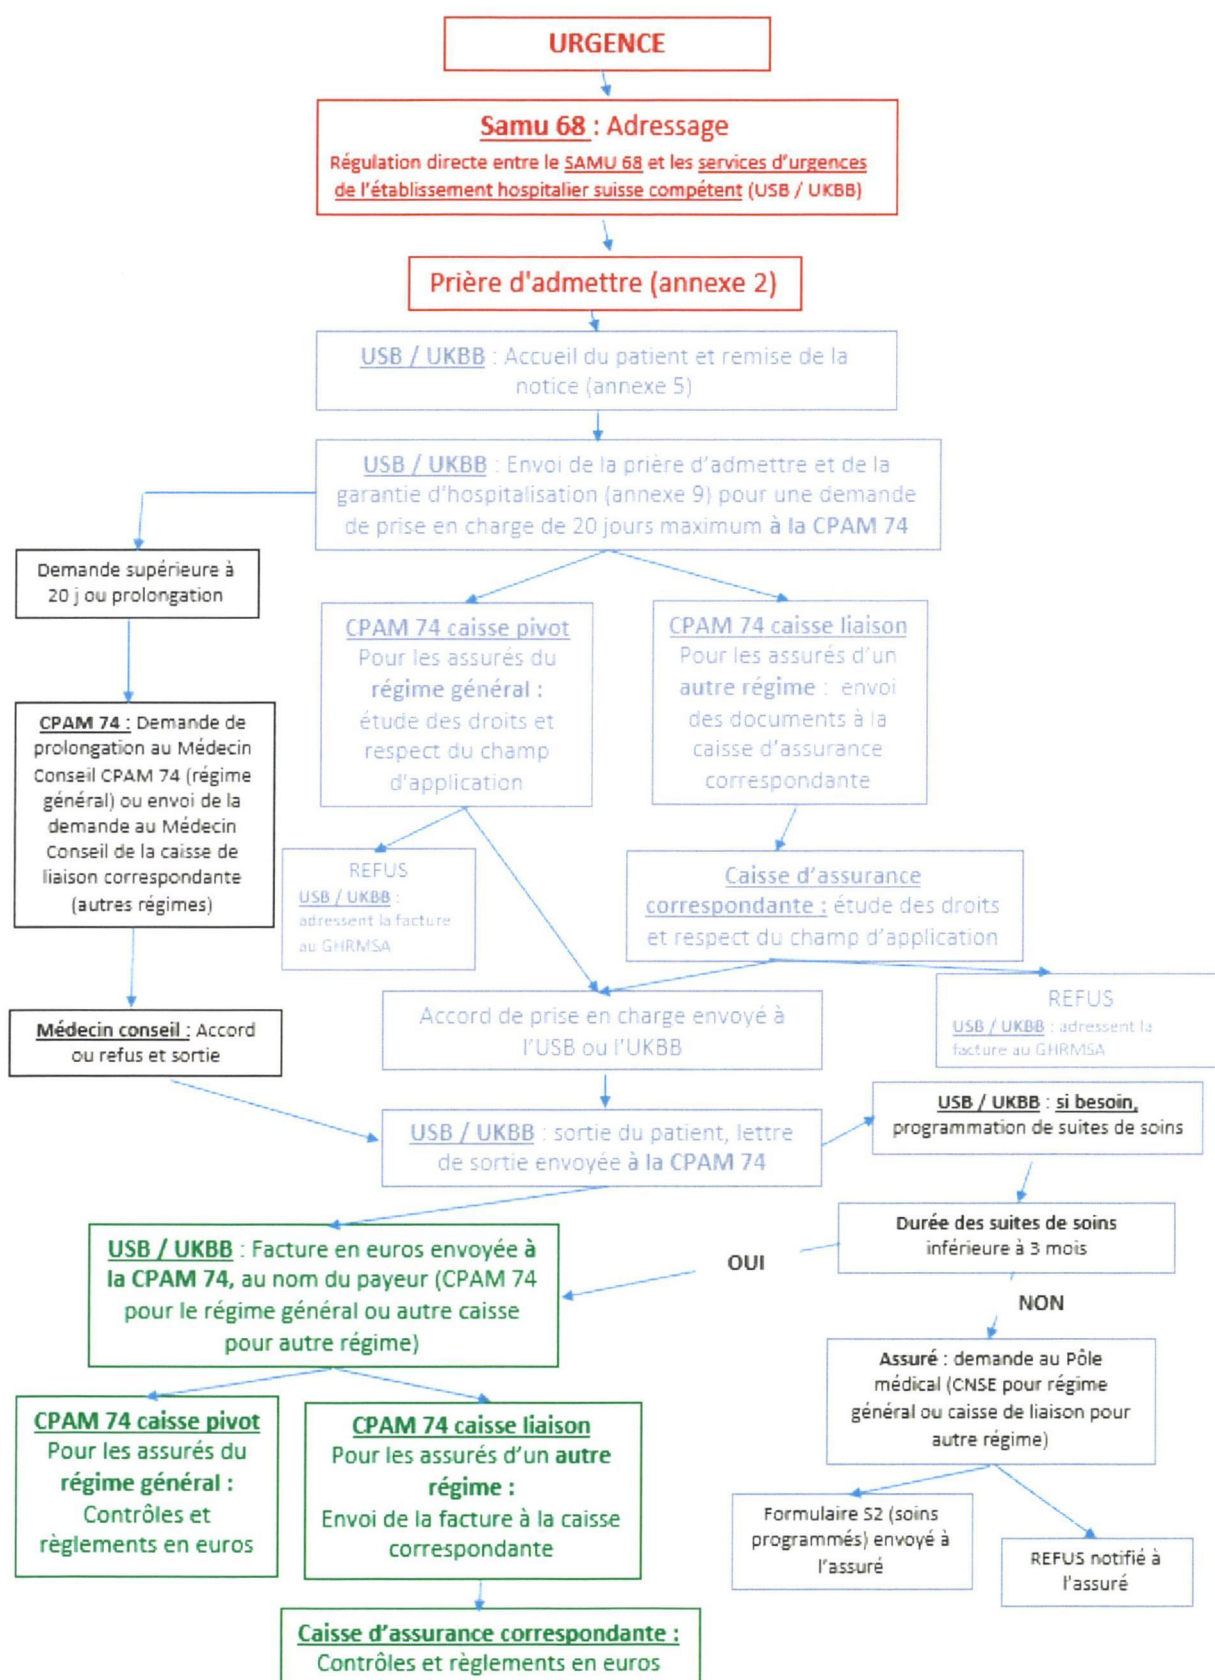 URGENCE
Samu 68 : Adressage
Régulation directe entre le SAMU 68 et les services d'urgences
de l'établissement hospitalier suisse compétent (USB / UKBB)
Prière d'admettre (annexe 2)
USB / UKBB : Accueil du patient et remise de la
notice (annexe 5)
USB / UKBB : Envoi de la prière d'admettre et de la
garantie d'hospitalisation (annexe 9) pour une demande
de prise en charge de 20 jours maximum à la CPAM 74
Demande supérieure à
20 j ou prolongation
CPAM 74 : Demande de
prolongation au Médecin
Conseil CPAM 74 (régime
général) ou envoi de la
demande au Médecin
Conseil de la caisse de
liaison correspondante
(autres régimes)
Médecin conseil : Accord
ou refus et sortie
CPAM 74 caisse pivot
Pour les assurés du
régime général :
étude des droits et
respect du champ
d'application
CPAM 74 caisse liaison
Pour les assurés d'un
autre régime : envoi
des documents à la
caisse d'assurance
correspondante
REFUS
USB / UKBB :
adressent la facture
au GHRMSA
Caisse d'assurance
correspondante : étude des droits
et respect du champ d'application
Accord de prise en charge envoyé à
l'USB ou l'UKBB
REFUS
USB / UKBB : adressent la
facture au GHRMSA
USB / UKBB : sortie du patient, lettre
de sortie envoyée à la CPAM 74
USB / UKBB : si besoin,
programmation de suites de soins
Durée des suites de soins
inférieure à 3 mois
OUI
NON
USB / UKBB : Facture en euros envoyée à
la CPAM 74, au nom du payeur (CPAM 74
pour le régime général ou autre caisse
pour autre régime)
Assuré : demande au Pôle
médical (CNSE pour régime
général ou caisse de liaison pour
autre régime)
CPAM 74 caisse pivot
Pour les assurés du
régime général :
Contrôles et
règlements en euros
CPAM 74 caisse liaison
Pour les assurés d'un autre
régime :
Envoi de la facture à la caisse
correspondante
Formulaire S2 (soins
programmés) envoyé à
l'assuré
REFUS notifié à
l'assuré
Caisse d'assurance correspondante :
Contrôles et règlements en euros